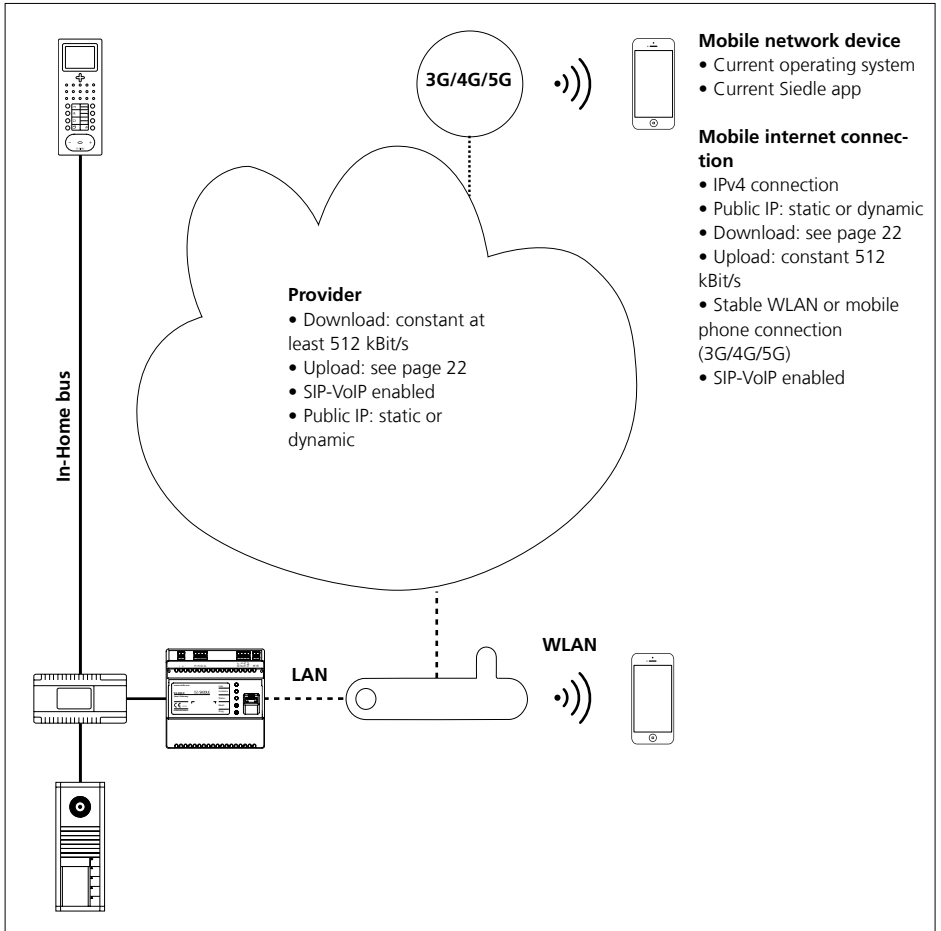 3G/4G/5G
Mobile network device
• Current operating system
• Current Siedle app
Mobile internet connec-
tion
• IPv4 connection
• Public IP: static or dynamic
• Download: see page 22
• Upload: constant 512
kBit/s
• Stable WLAN or mobile
phone connection
(3G/4G/5G)
• SIP-VoIP enabled
Provider
• Download: constant at
least 512 kBit/s
• Upload: see page 22
• SIP-VoIP enabled
• Public IP: static or
dynamic
In-Home bus
LAN
WLAN